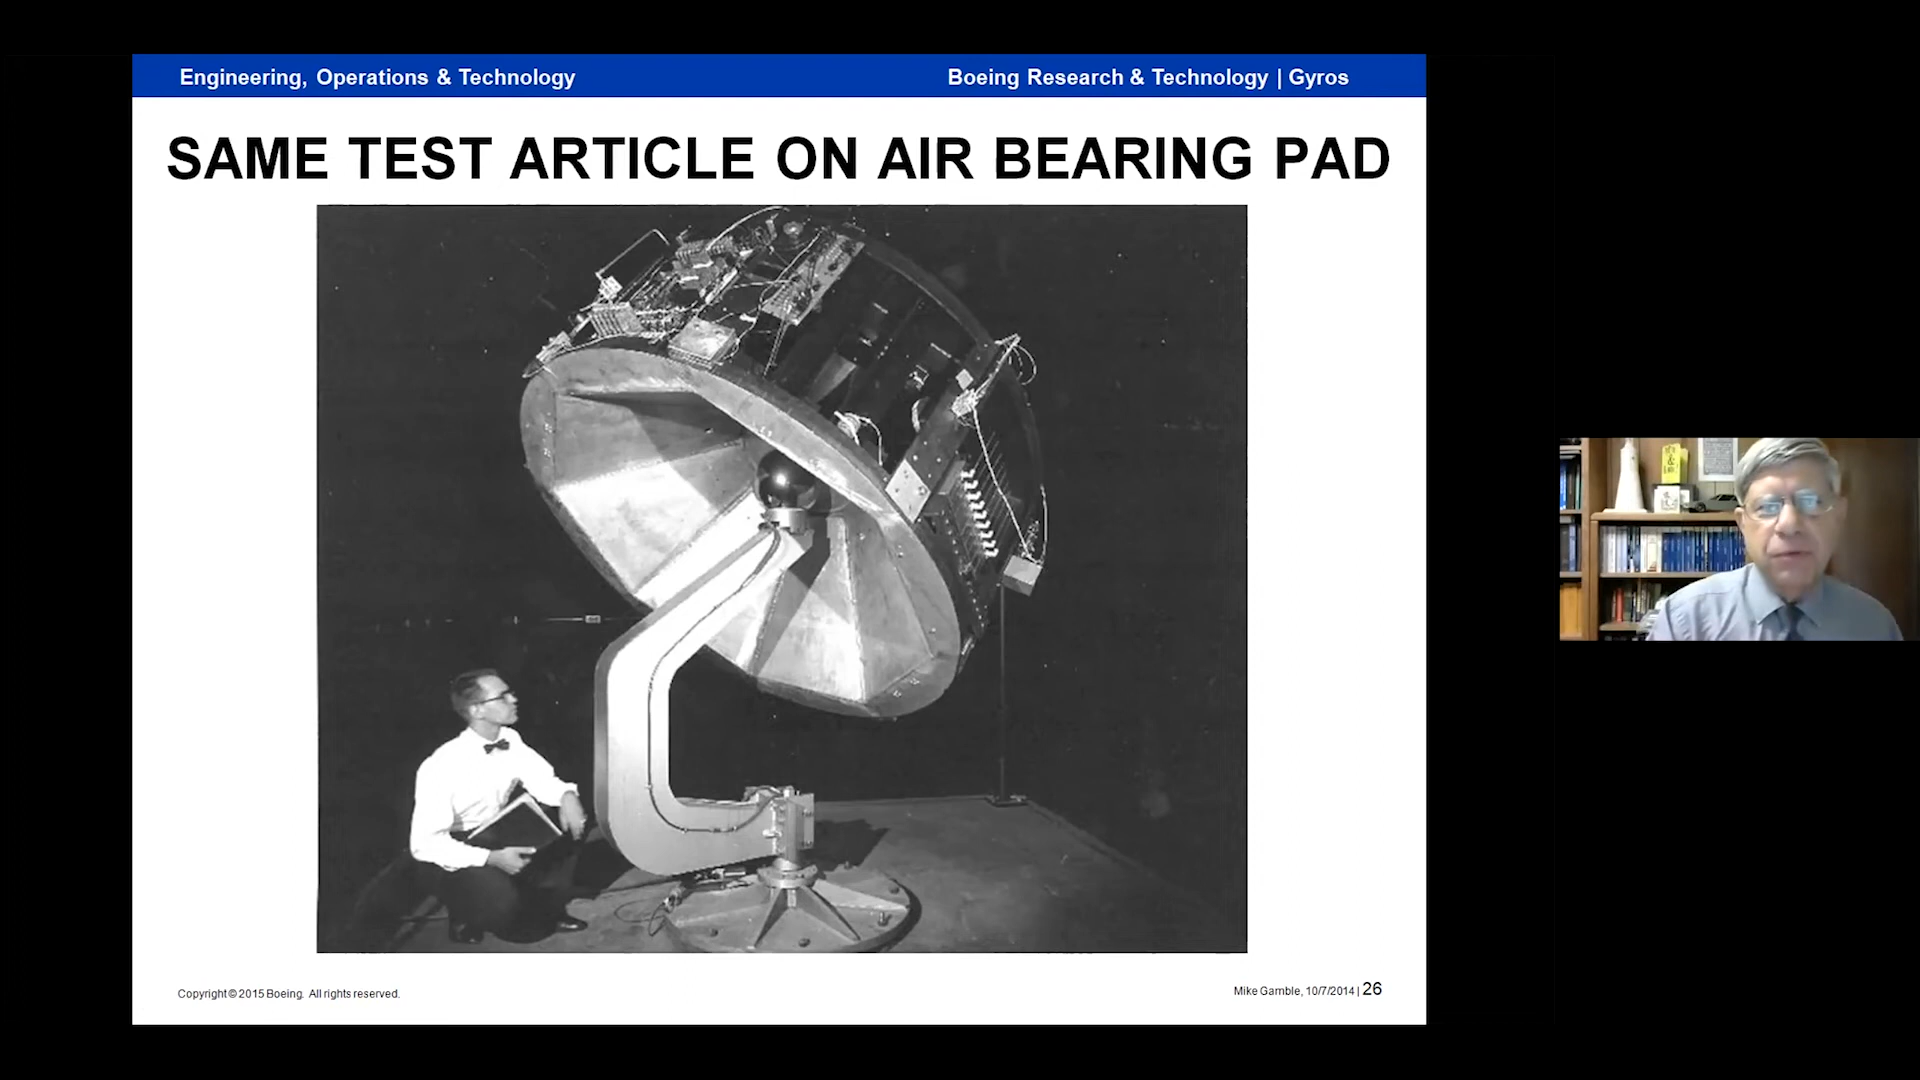 Engineering, Operations & Technology
Boeing Research & Technology | Gyros
SAME TEST ARTICLE ON AIR BEARING PAD
Copyright © 2015 Boeing. All rights reserved.
Mike Gamble, 10/7/2014 | 26